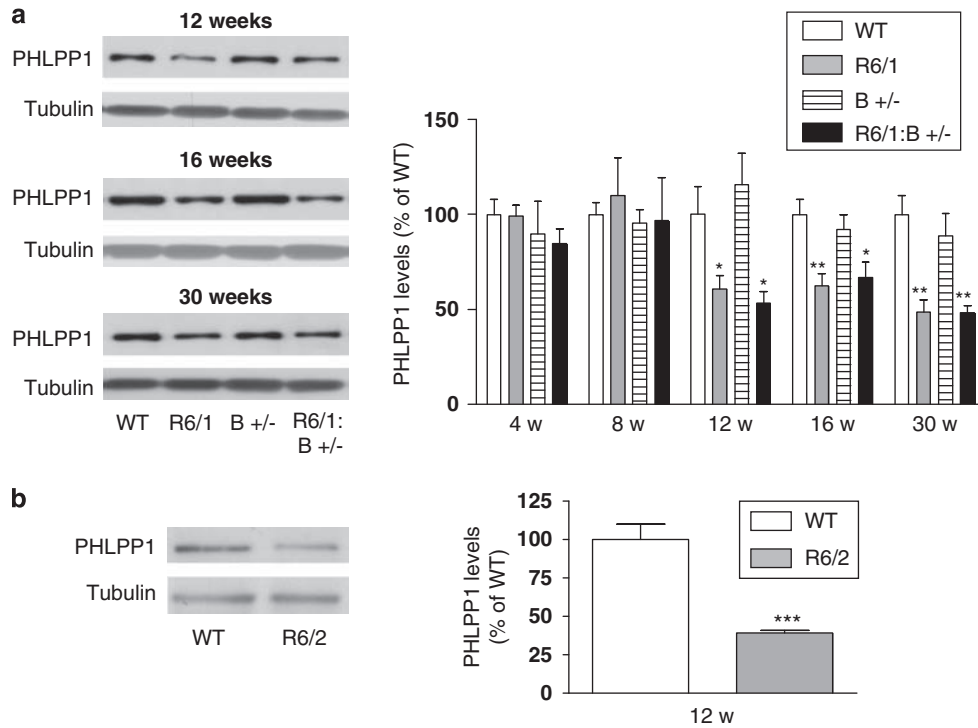 a
12 weeks
PHLPP1
Tubulin
16 weeks
PHLPP1
Tubulin
30 weeks
PHLPP1
Tubulin
WT R6/1 B +/- R6/1:
B +/-
WT
R6/1
B +/-
R6/1:B +/-
PHLPP1 levels (% of WT)
150
100
50
0
* *
** *
** **
4 w 8 w 12 w 16 w 30 w
b
PHLPP1
Tubulin
WT R6/2
PHLPP1 levels
(% of WT)
125
100
75
50
25
0
***
12 w
WT
R6/2